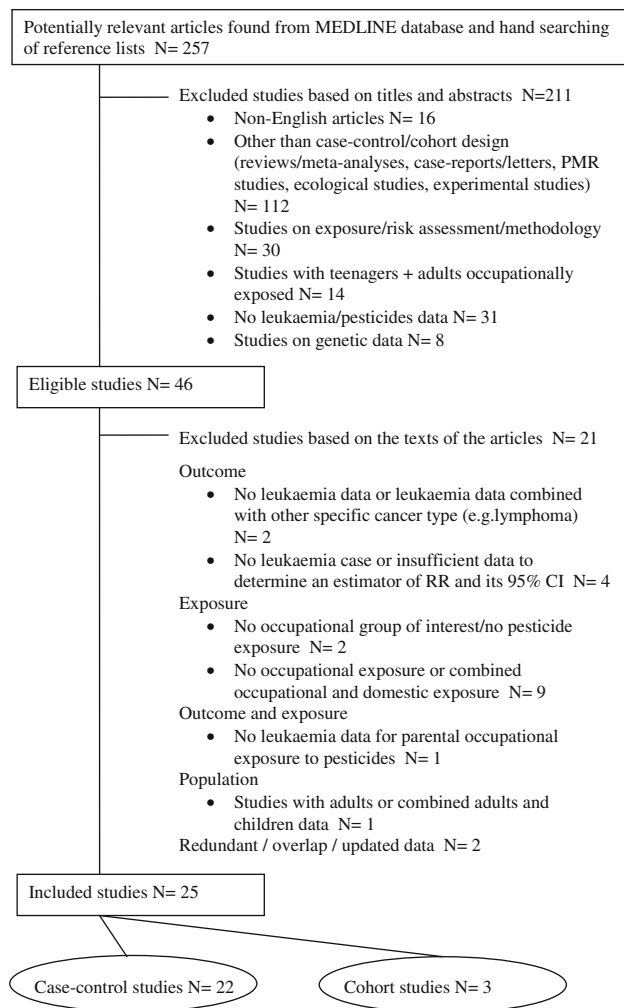 Potentially relevant articles found from MEDLINE database and hand searching
of reference lists N= 257
Excluded studies based on titles and abstracts N=211
• Non-English articles N= 16
• Other than case-control/cohort design
(reviews/meta-analyses, case-reports/letters, PMR
studies, ecological studies, experimental studies)
N= 112
• Studies on exposure/risk assessment/methodology
N= 30
• Studies with teenagers + adults occupationally
exposed N= 14
• No leukaemia/pesticides data N= 31
• Studies on genetic data N= 8
Eligible studies N= 46
Excluded studies based on the texts of the articles N= 21
Outcome
• No leukaemia data or leukaemia data combined
with other specific cancer type (e.g.lymphoma)
N= 2
• No leukaemia case or insufficient data to
determine an estimator of RR and its 95% CI N= 4
Exposure
• No occupational group of interest/no pesticide
exposure N= 2
• No occupational exposure or combined
occupational and domestic exposure N= 9
Outcome and exposure
• No leukaemia data for parental occupational
exposure to pesticides N= 1
Population
• Studies with adults or combined adults and
children data N= 1
Redundant / overlap / updated data N= 2
Included studies N= 25
Case-control studies N= 22
Cohort studies N= 3